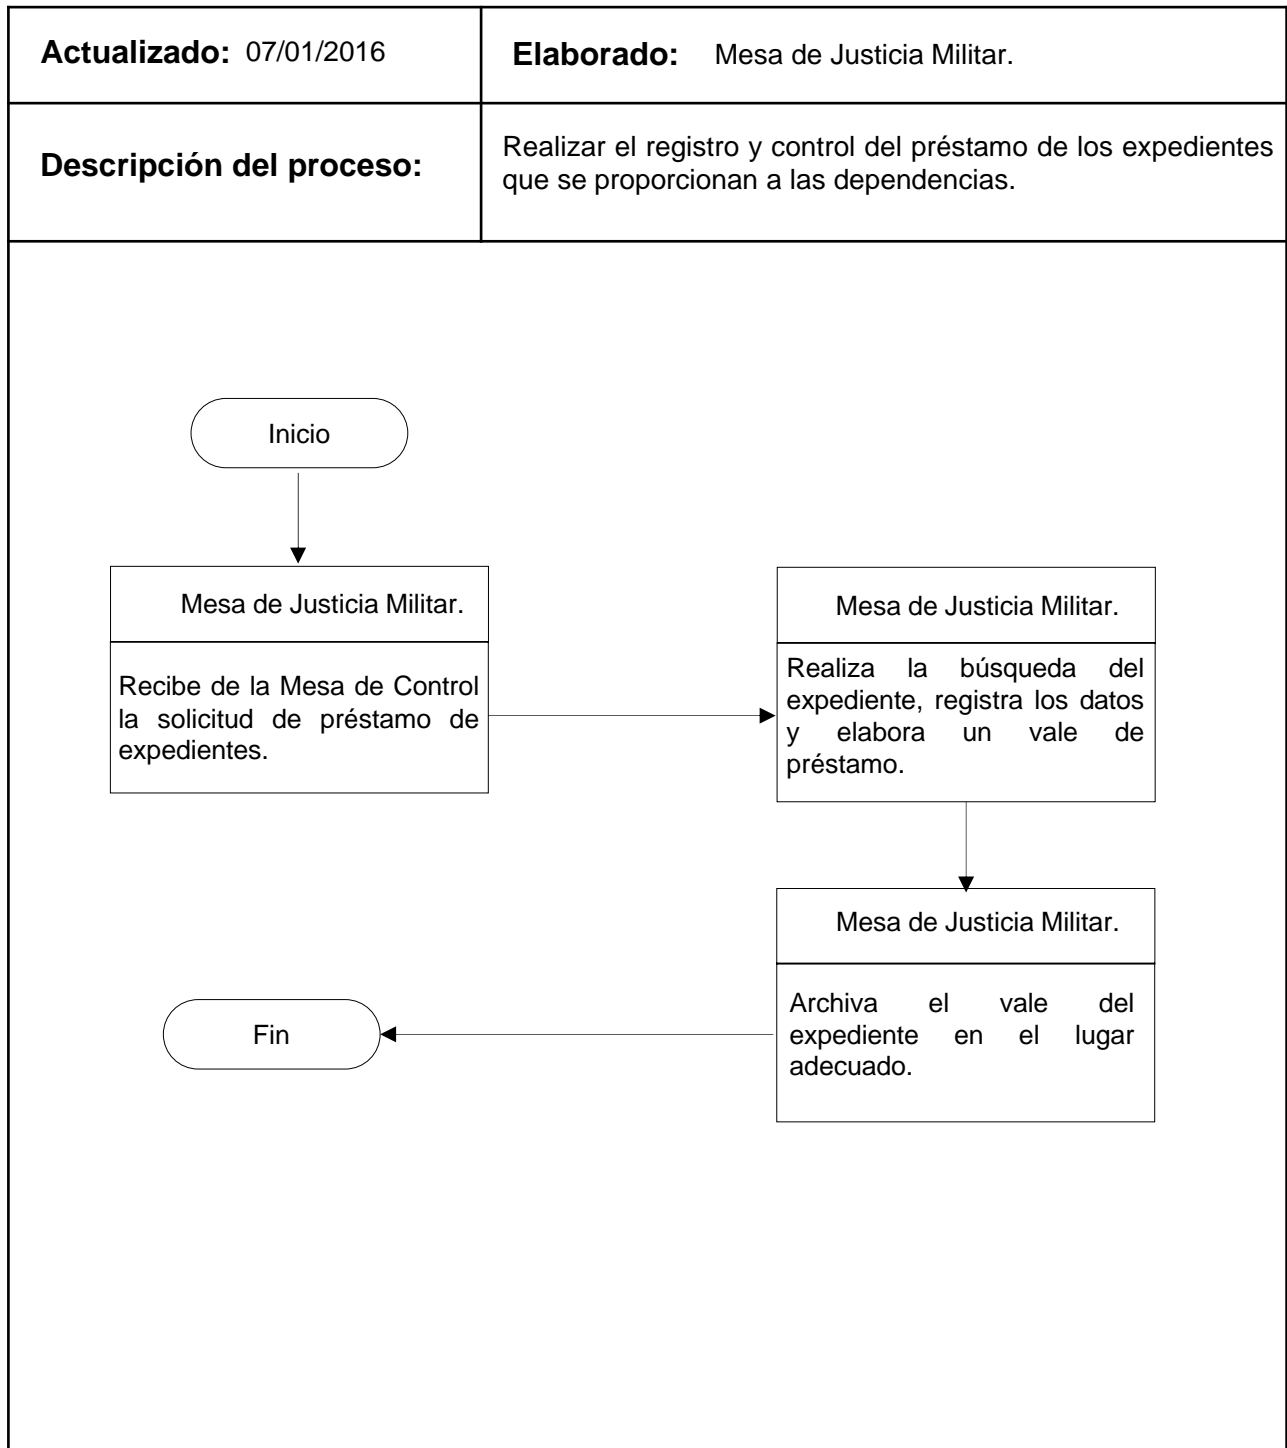 Actualizado: 07/01/2016
Elaborado: Mesa de Justicia Militar.
Descripción del proceso:
Realizar el registro y control del préstamo de los expedientes
que se proporcionan a las dependencias.
Inicio
Mesa de Justicia Militar.
Recibe de la Mesa de Control
la solicitud de préstamo de
expedientes.
Mesa de Justicia Militar.
Realiza la búsqueda del
expediente, registra los datos
y elabora un vale de
préstamo.
Mesa de Justicia Militar.
Archiva el vale del
expediente en el lugar
adecuado.
Fin